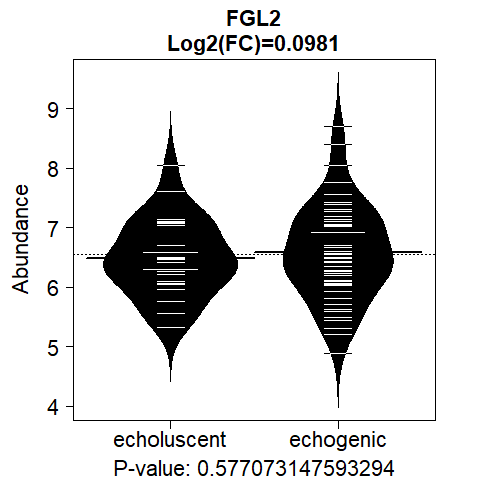 FGL2
Log2(FC)=0.0981
Abundance
9
8
7
6
5
4
echoluscent echogenic
P-value: 0.577073147593294